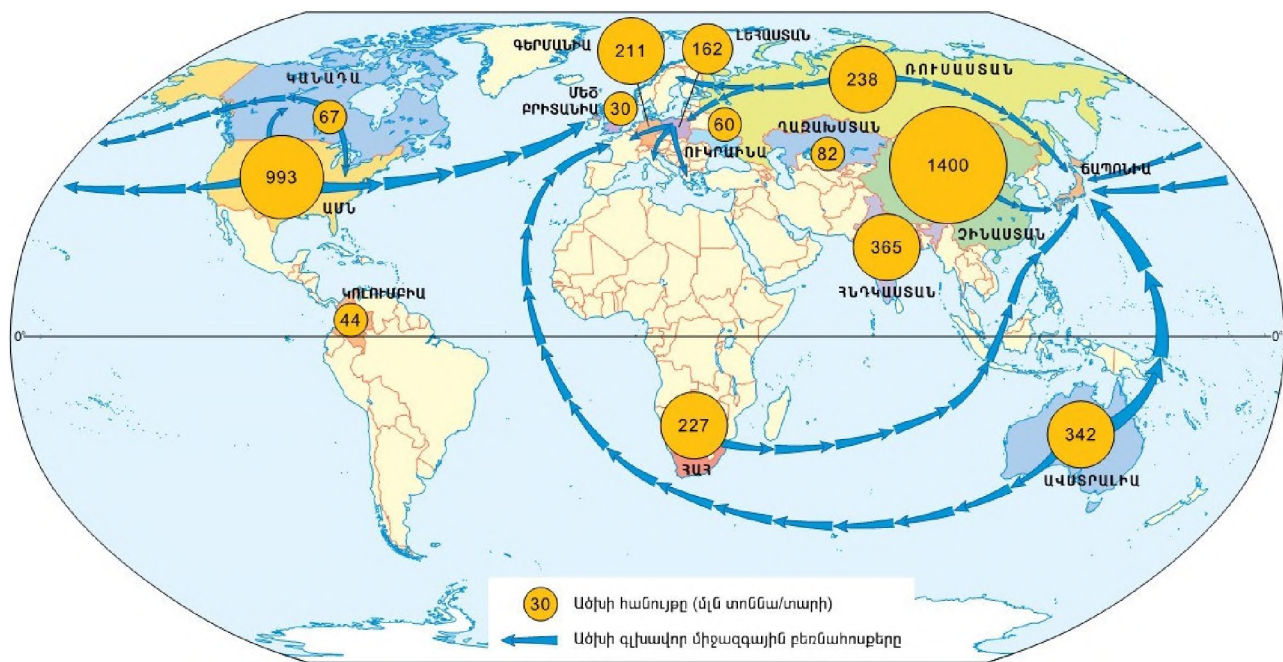 ԳԵՐՄԱՆԻԱ
211
162
ԼԵՀԱՍՏԱՆ
ԿԱՆԱԴԱ
67
ՄԵԾ
ԲՐԻՏԱՆԻԱ
30
238
ՌՈՒՍԱՍՏԱՆ
60
ՈՒԿՐԱԻՆԱ
ՂԱԶԱԽՍՏԱՆ
82
993
ԱՄՆ
1400
ՃԱՊՈՆԻԱ
ՉԻՆԱՍՏԱՆ
365
ՀՆԴԿԱՍՏԱՆ
ԿՈԼՈՒՄԲԻԱ
44
0°
0°
227
ՀԱՀ
342
ԱՎՍՏՐԱԼԻԱ
30 Ածխի հանույթը (մլն տոննա/տարի)
Ածխի գլխավոր միջազգային բեռնահոսքերը